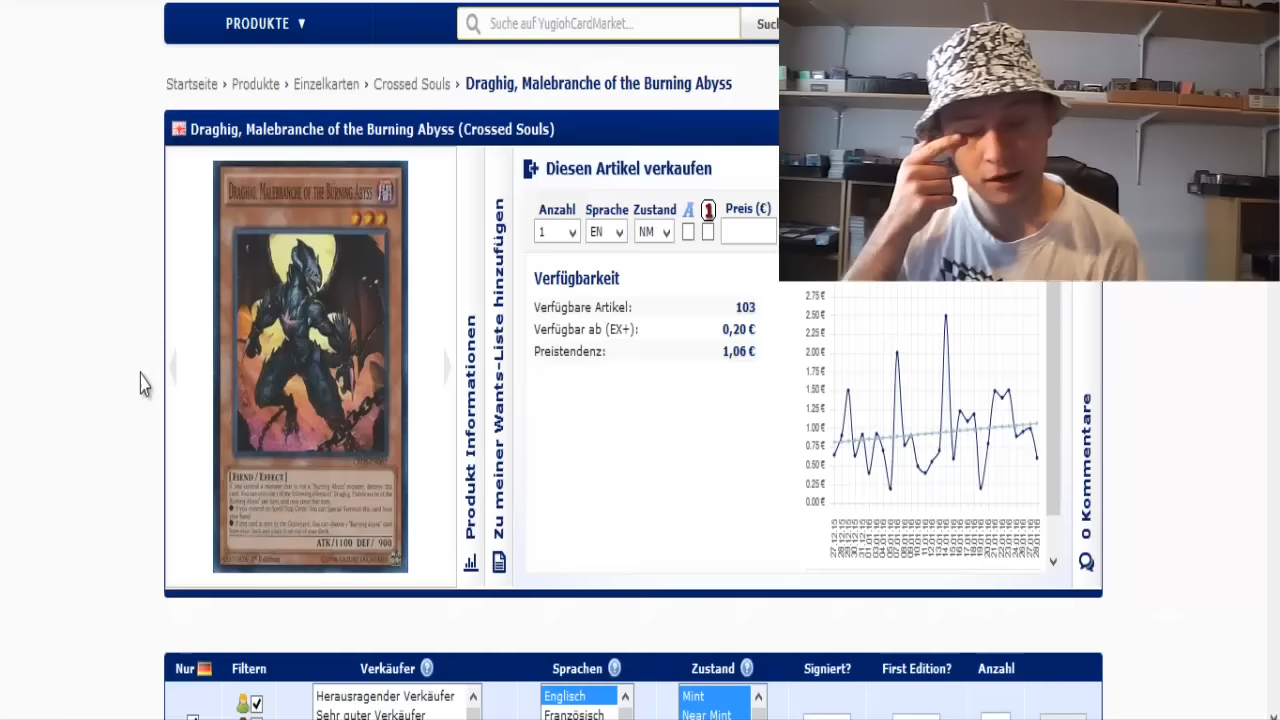 PRODUKTE ▼
Suche auf YugiohCardMarket...
Such
Startseite › Produkte › Einzelkarten › Crossed Souls › Draghig, Malebranche of the Burning Abyss
Draghig, Malebranche of the Burning Abyss (Crossed Souls)
DRAGHIG, MALEBRANCHE OF THE BURNING ABYSS
[FIEND / EFFECT]
ATK/1100 DEF/ 900
Produkt Informationen
Zu meiner Wants-Liste hinzufügen
Diesen Artikel verkaufen
Anzahl Sprache Zustand A 1 Preis (€)
1 EN NM
Verfügbarkeit
Verfügbare Artikel: 103
Verfügbar ab (EX+): 0,20 €
Preistendenz: 1,06 €
2.75 €
2.50 €
2.25 €
2.00 €
1.75 €
1.50 €
1.25 €
1.00 €
0.75 €
0.50 €
0.25 €
0.00 €
0 Kommentare
Nur Filtern Verkäufer ? Sprachen ? Zustand ? Signiert? First Edition? Anzahl
Herausragender Verkäufer Englisch Mint
Sehr guter Verkäufer Französisch Near Mint